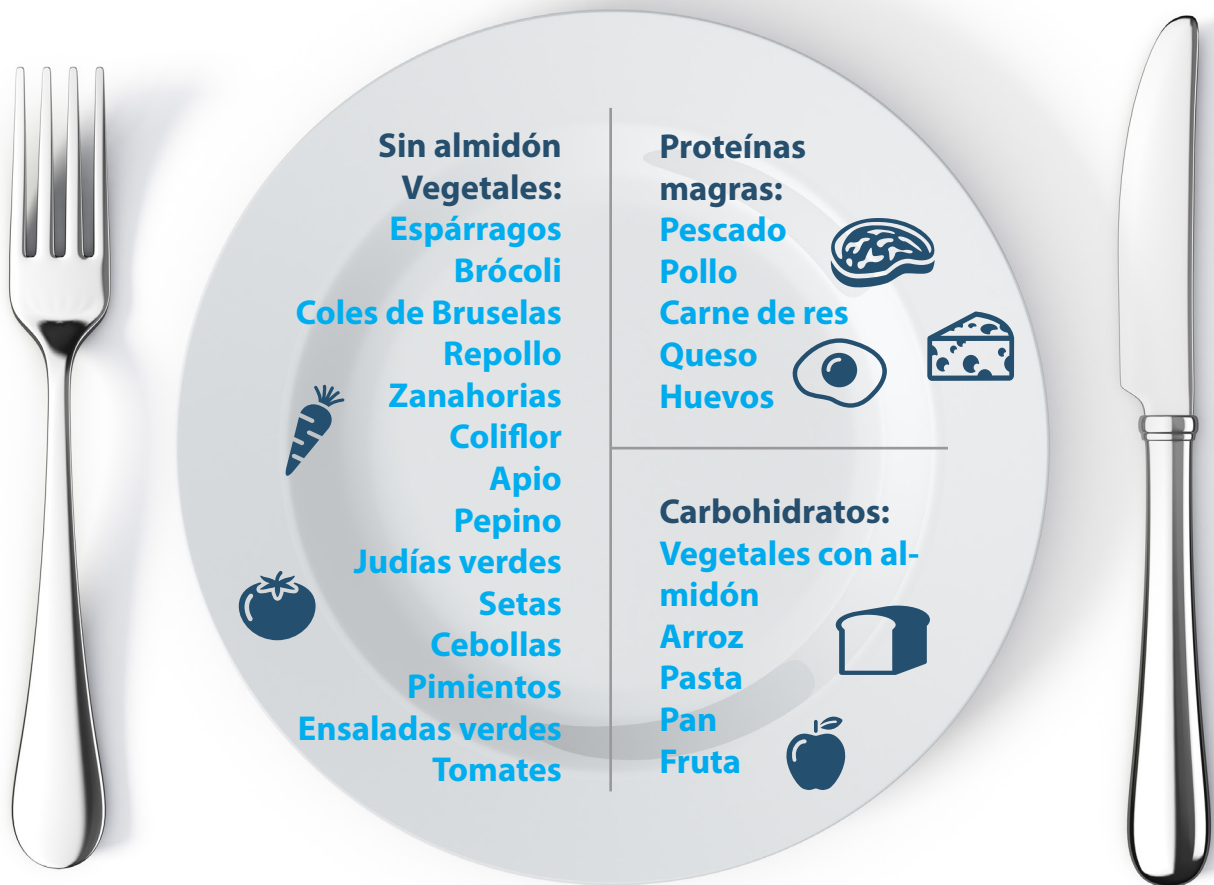 Sin almidón
Vegetales:
Espárragos
Brócoli
Coles de Bruselas
Repollo
Zanahorias
Coliflor
Apio
Pepino
Judías verdes
Setas
Cebollas
Pimientos
Ensaladas verdes
Tomates
Proteínas
magras:
Pescado
Pollo
Carne de res
Queso
Huevos
Carbohidratos:
Vegetales con al-
midón
Arroz
Pasta
Pan
Fruta